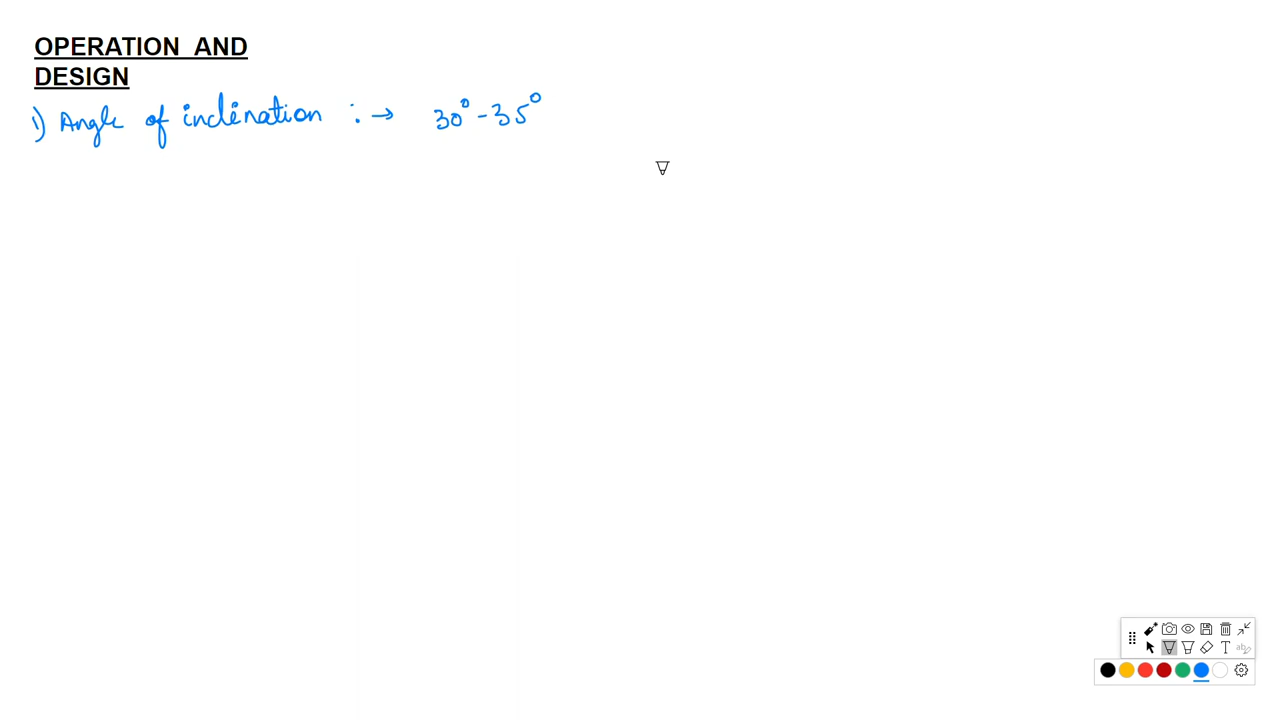 OPERATION AND
DESIGN
1) Angle of inclination :→ 30° - 35°